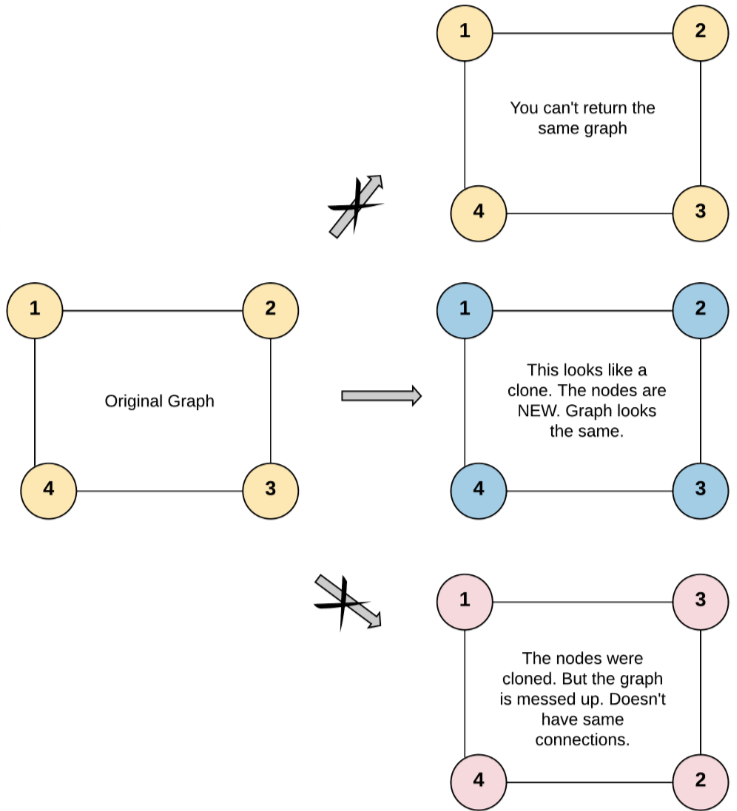 1
2
You can't return the
same graph
4
3
1
2
Original Graph
4
3
1
2
This looks like a
clone. The nodes are
NEW. Graph looks
the same.
4
3
1
3
The nodes were
cloned. But the graph
is messed up. Doesn't
have same
connections.
4
2